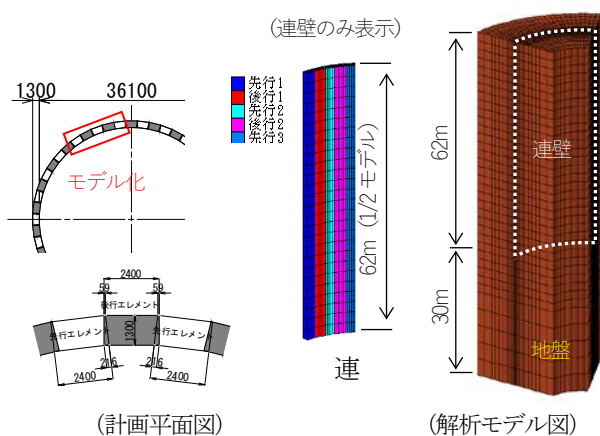 (連壁のみ表示)
1300
36100
モデル化
先行1
後行1
先行2
後行2
先行3
62m (1/2モデル)
連
62m
30m
連壁
地盤
2400
59
59
後行エレメント
先行エレメント
1300
先行エレメント
216
216
2400
2400
(計画平面図)
(解析モデル図)